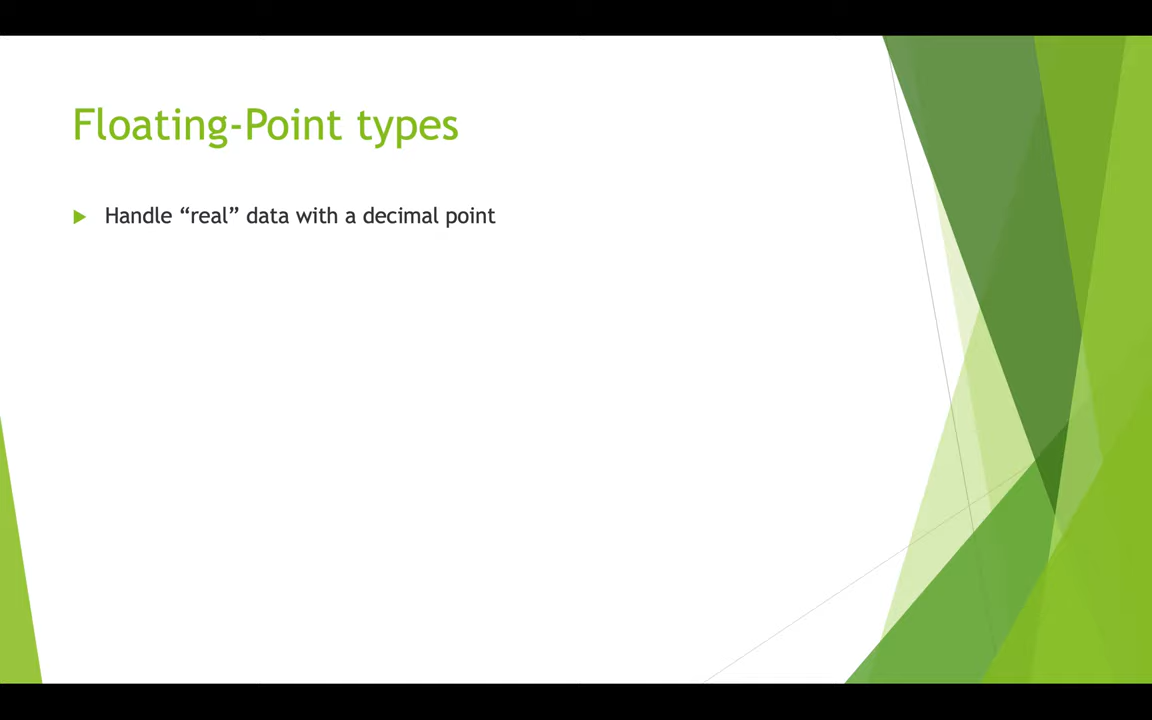 Floating-Point types
Handle “real” data with a decimal point